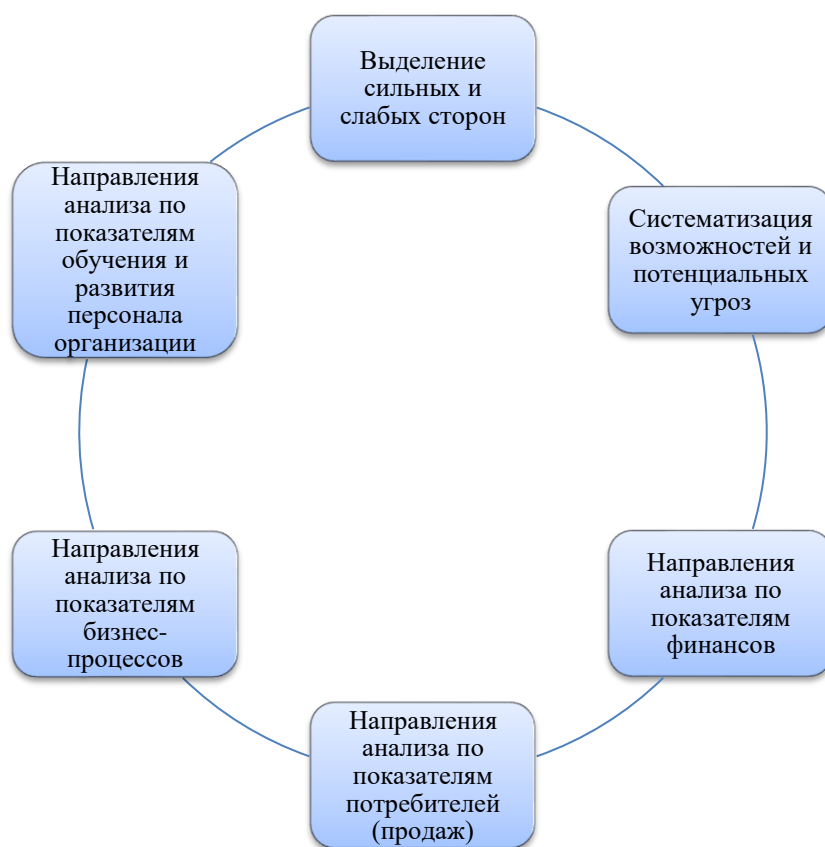 Выделение
сильных и
слабых сторон
Систематизация
возможностей и
потенциальных
угроз
Направления
анализа по
показателям
финансов
Направления
анализа по
показателям
потребителей
(продаж)
Направления
анализа по
показателям
бизнес-
процессов
Направления
анализа по
показателям
обучения и
развития
персонала
организации